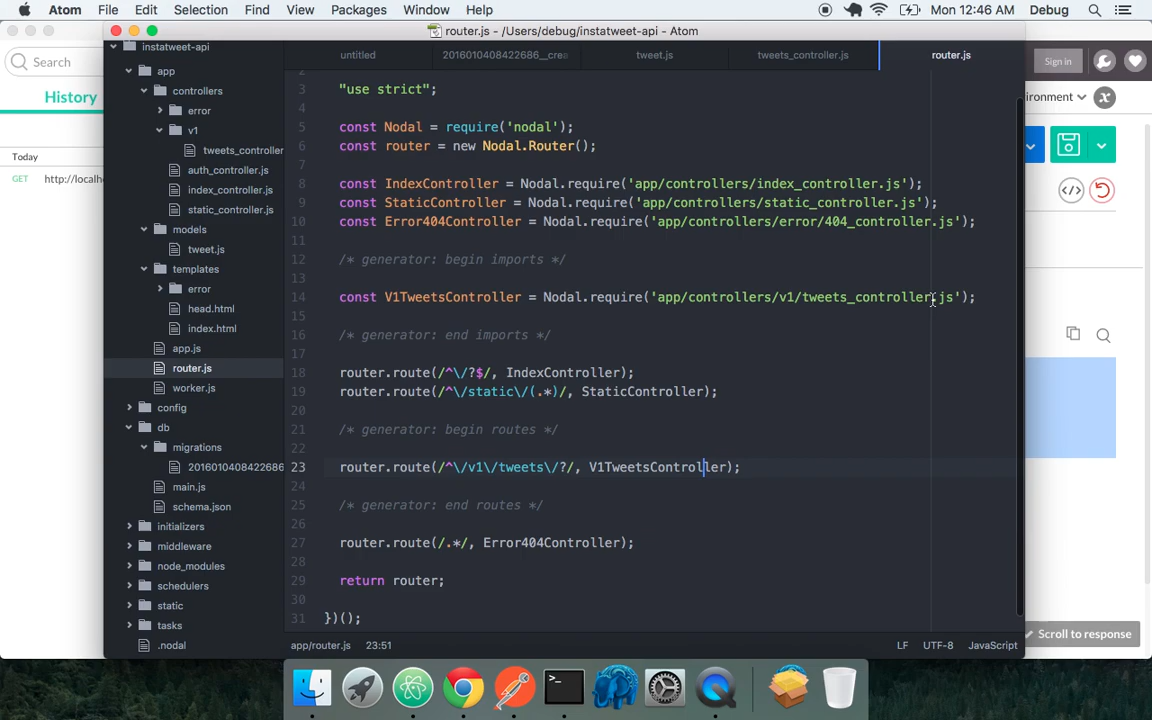 Atom File Edit Selection Find View Packages Window Help Mon 12:46 AM Debug
router.js - /Users/debug/instatweet-api - Atom
untitled 2016010408422686__crea tweet.js tweets_controller.js router.js
Search
History
Today
GET http://localh
Sign in
ironment
Scroll to response
instatweet-api
app
controllers
error
v1
tweets_controller
auth_controller.js
index_controller.js
static_controller.js
models
tweet.js
templates
error
head.html
index.html
app.js
router.js
worker.js
config
db
migrations
2016010408422686
main.js
schema.json
initializers
middleware
node_modules
schedulers
static
tasks
.nodal
2
3 "use strict";
4
5 const Nodal = require('nodal');
6 const router = new Nodal.Router();
7
8 const IndexController = Nodal.require('app/controllers/index_controller.js');
9 const StaticController = Nodal.require('app/controllers/static_controller.js');
10 const Error404Controller = Nodal.require('app/controllers/error/404_controller.js');
11
12 /* generator: begin imports */
13
14 const V1TweetsController = Nodal.require('app/controllers/v1/tweets_controller.js');
15
16 /* generator: end imports */
17
18 router.route(/^\/?$/, IndexController);
19 router.route(/^\/static\/(.*)/, StaticController);
20
21 /* generator: begin routes */
22
23 router.route(/^\/v1\/tweets\/?/, V1TweetsController);
24
25 /* generator: end routes */
26
27 router.route(/.*/, Error404Controller);
28
29 return router;
30
31 })();
app/router.js 23:51 LF UTF-8 JavaScript